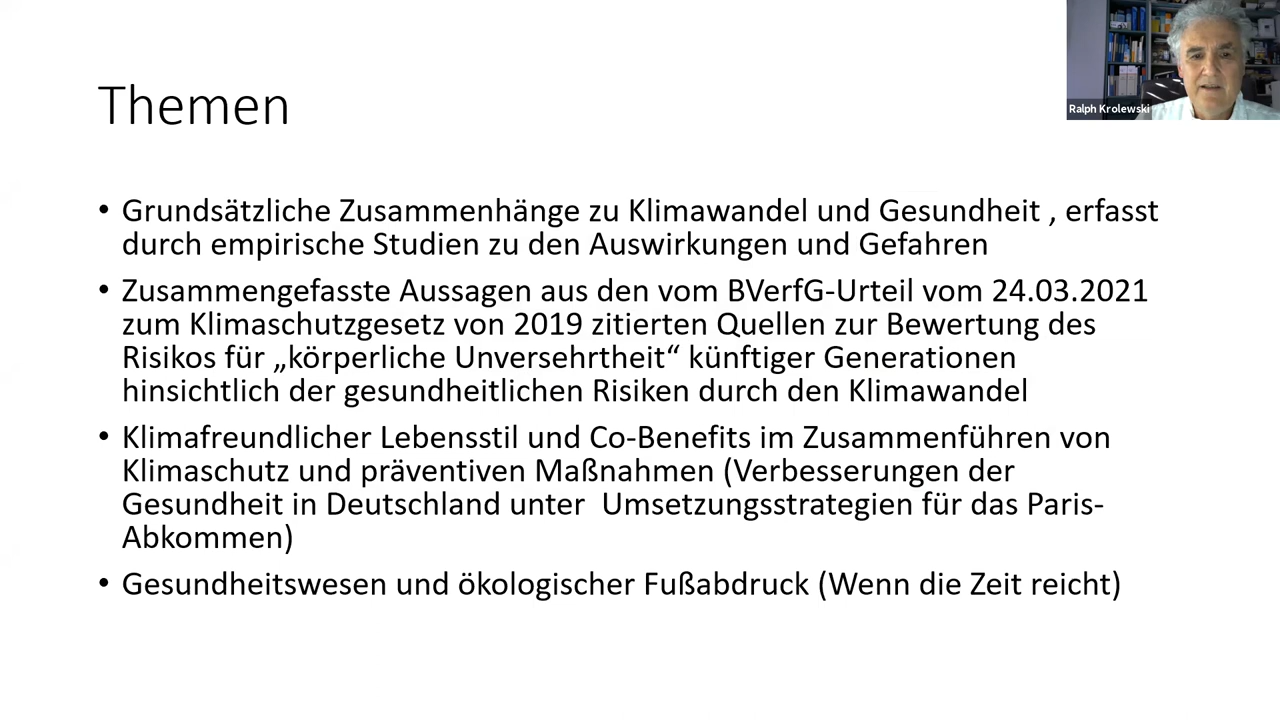 Themen
Ralph Krolewski
• Grundsätzliche Zusammenhänge zu Klimawandel und Gesundheit , erfasst
durch empirische Studien zu den Auswirkungen und Gefahren
• Zusammengefasste Aussagen aus den vom BVerfG-Urteil vom 24.03.2021
zum Klimaschutzgesetz von 2019 zitierten Quellen zur Bewertung des
Risikos für „körperliche Unversehrtheit“ künftiger Generationen
hinsichtlich der gesundheitlichen Risiken durch den Klimawandel
• Klimafreundlicher Lebensstil und Co-Benefits im Zusammenführen von
Klimaschutz und präventiven Maßnahmen (Verbesserungen der
Gesundheit in Deutschland unter  Umsetzungsstrategien für das Paris-
Abkommen)
• Gesundheitswesen und ökologischer Fußabdruck (Wenn die Zeit reicht)